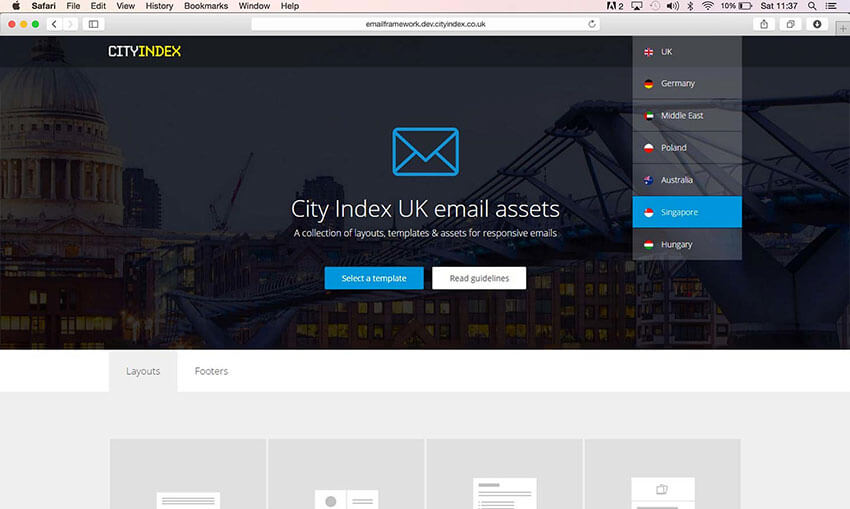 Safari File Edit View History Bookmarks Window Help 2 10% Sat 11:37
emailframework.dev.cityindex.co.uk
CITYINDEX
UK
Germany
Middle East
Poland
Australia
Singapore
Hungary
City Index UK email assets
A collection of layouts, templates & assets for responsive emails
Select a template Read guidelines
Layouts Footers